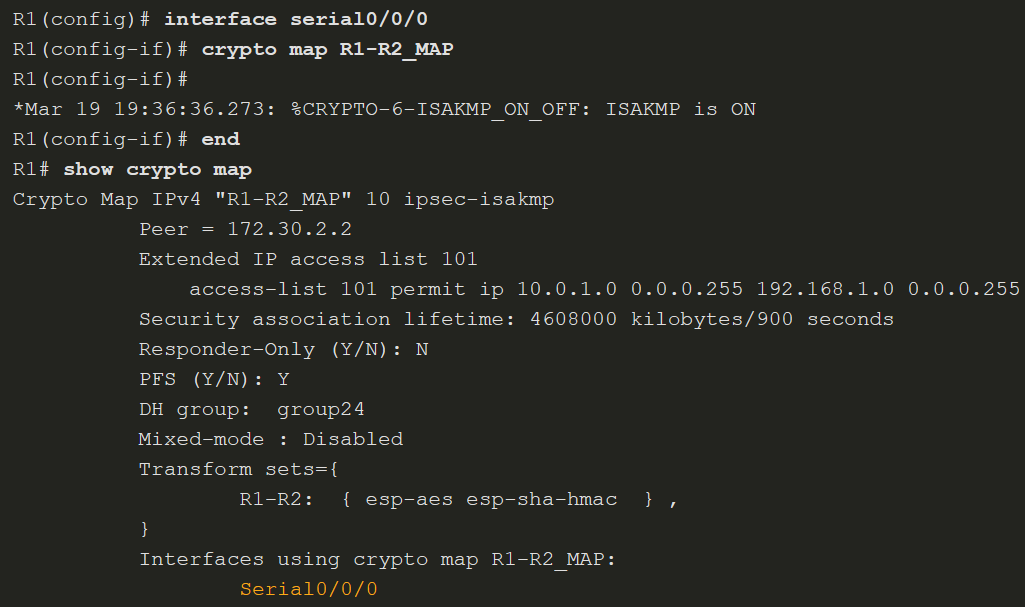 R1(config)# interface serial0/0/0
R1(config-if)# crypto map R1-R2_MAP
R1(config-if)#
*Mar 19 19:36:36.273: %CRYPTO-6-ISAKMP_ON_OFF: ISAKMP is ON
R1(config-if)# end
R1# show crypto map
Crypto Map IPv4 "R1-R2_MAP" 10 ipsec-isakmp
Peer = 172.30.2.2
Extended IP access list 101
access-list 101 permit ip 10.0.1.0 0.0.0.255 192.168.1.0 0.0.0.255
Security association lifetime: 4608000 kilobytes/900 seconds
Responder-Only (Y/N): N
PFS (Y/N): Y
DH group:  group24
Mixed-mode : Disabled
Transform sets={
R1-R2:  { esp-aes esp-sha-hmac  } ,
}
Interfaces using crypto map R1-R2_MAP:
Serial0/0/0